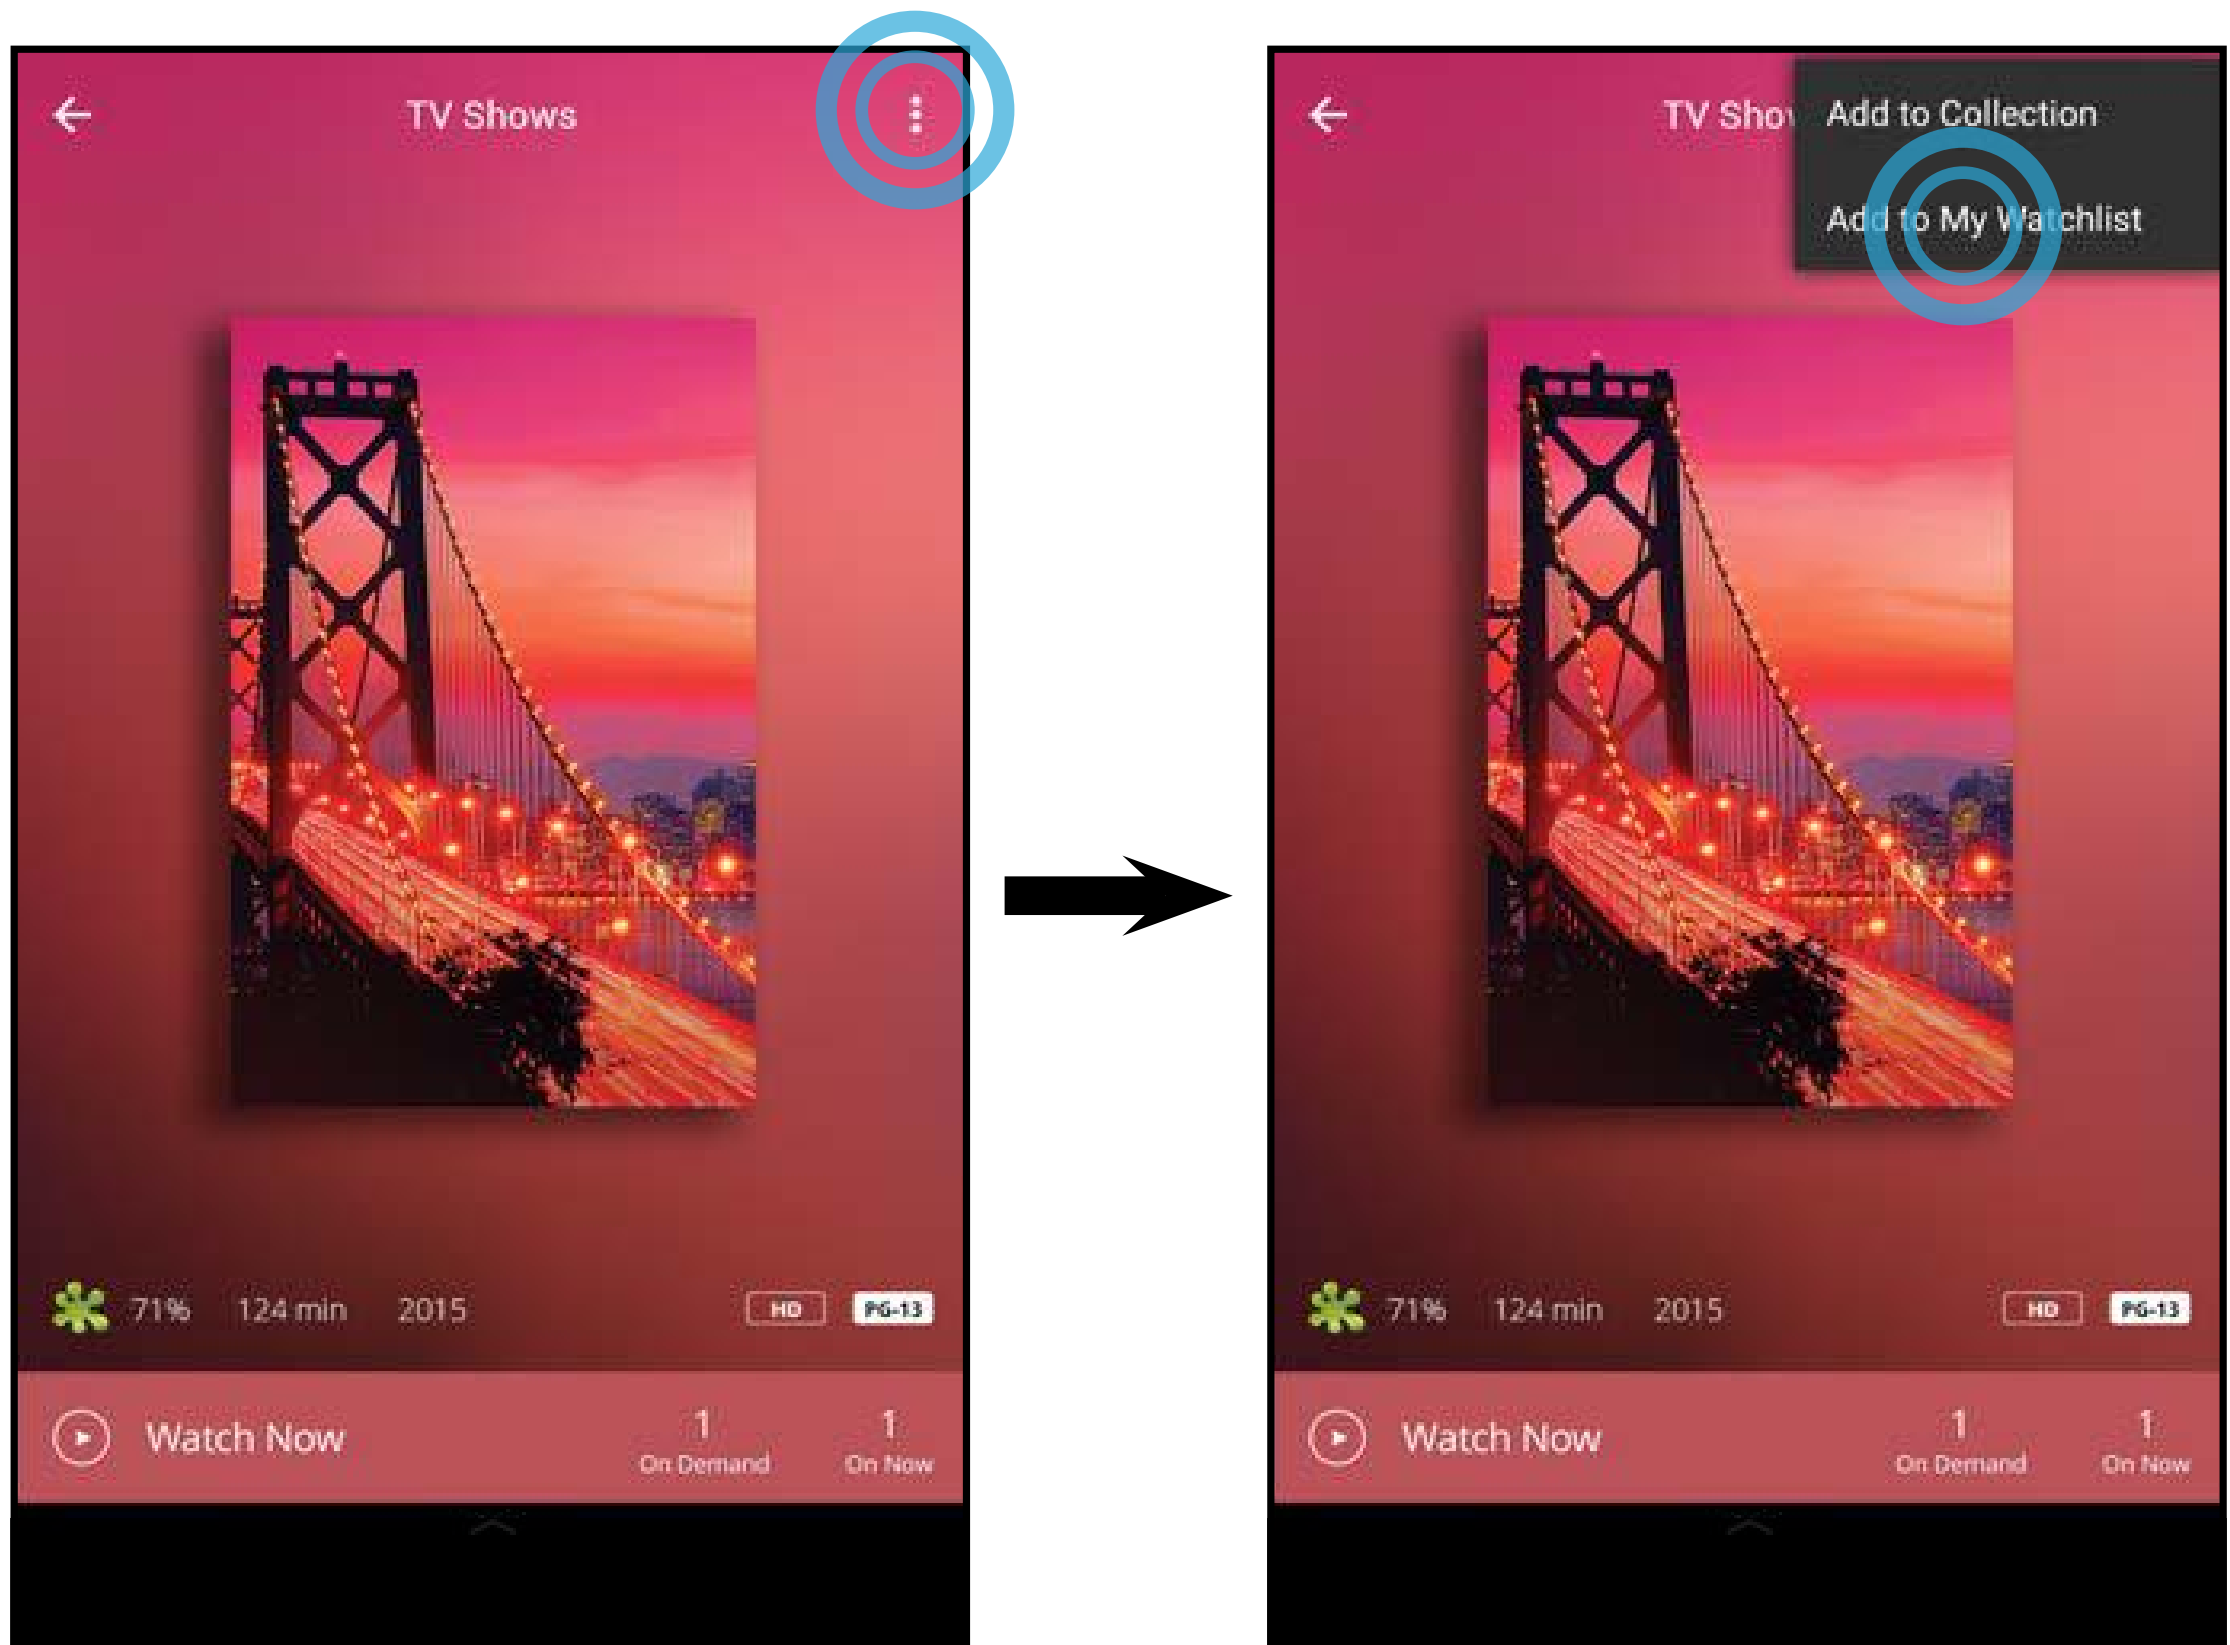 TV Shows
71% 124 min 2015 HD PG-13
Watch Now 1 1
On Demand On Now
TV Show
Add to Collection
Add to My Watchlist
71% 124 min 2015 HD PG-13
Watch Now 1 1
On Demand On Now